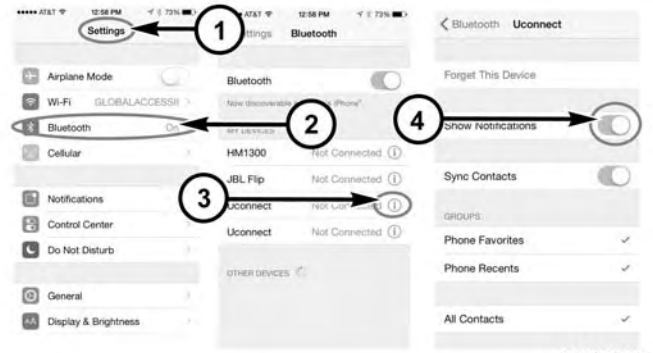 AT&T
12:58 PM
73%
Settings
Airplane Mode
Wi-Fi GLOBALACCESSII
Bluetooth On
Cellular
Notifications
Control Center
Do Not Disturb
General
Display & Brightness
1
2
AT&T 12:58 PM 73%
Settings Bluetooth
Bluetooth
Now discoverable iPhone".
MY DEVICES
HM1300 Not Connected
JBL Flip Not Connected
Uconnect Not Connected
Uconnect Not Connected
OTHER DEVICES
3
Bluetooth Uconnect
Forget This Device
4
Show Notifications
Sync Contacts
GROUPS
Phone Favorites
Phone Recents
All Contacts